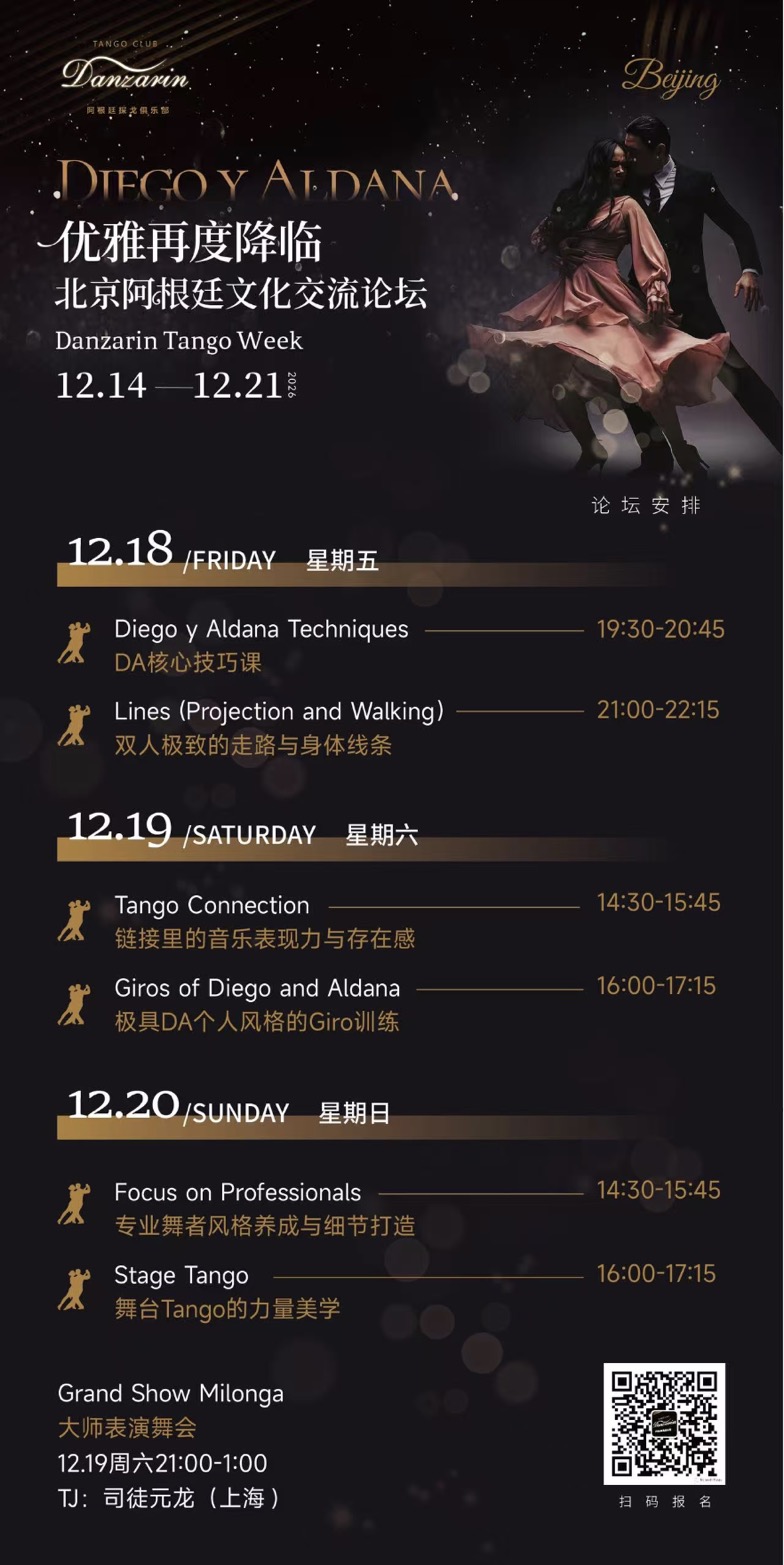 TANGO CLUB
Danzarin
阿根廷探戈俱乐部
Beijing
DIEGO Y ALDANA
优雅再度降临
北京阿根廷文化交流论坛
Danzarin Tango Week
12.14 — 12.21 2026
论坛安排
12.18 /FRIDAY 星期五
Diego y Aldana Techniques 19:30-20:45
DA核心技巧课
Lines (Projection and Walking) 21:00-22:15
双人极致的走路与身体线条
12.19 /SATURDAY 星期六
Tango Connection 14:30-15:45
链接里的音乐表现力与存在感
Giros of Diego and Aldana 16:00-17:15
极具DA个人风格的Giro训练
12.20 /SUNDAY 星期日
Focus on Professionals 14:30-15:45
专业舞者风格养成与细节打造
Stage Tango 16:00-17:15
舞台Tango的力量美学
Grand Show Milonga
大师表演舞会
12.19周六21:00-1:00
TJ：司徒元龙（上海）
扫码报名